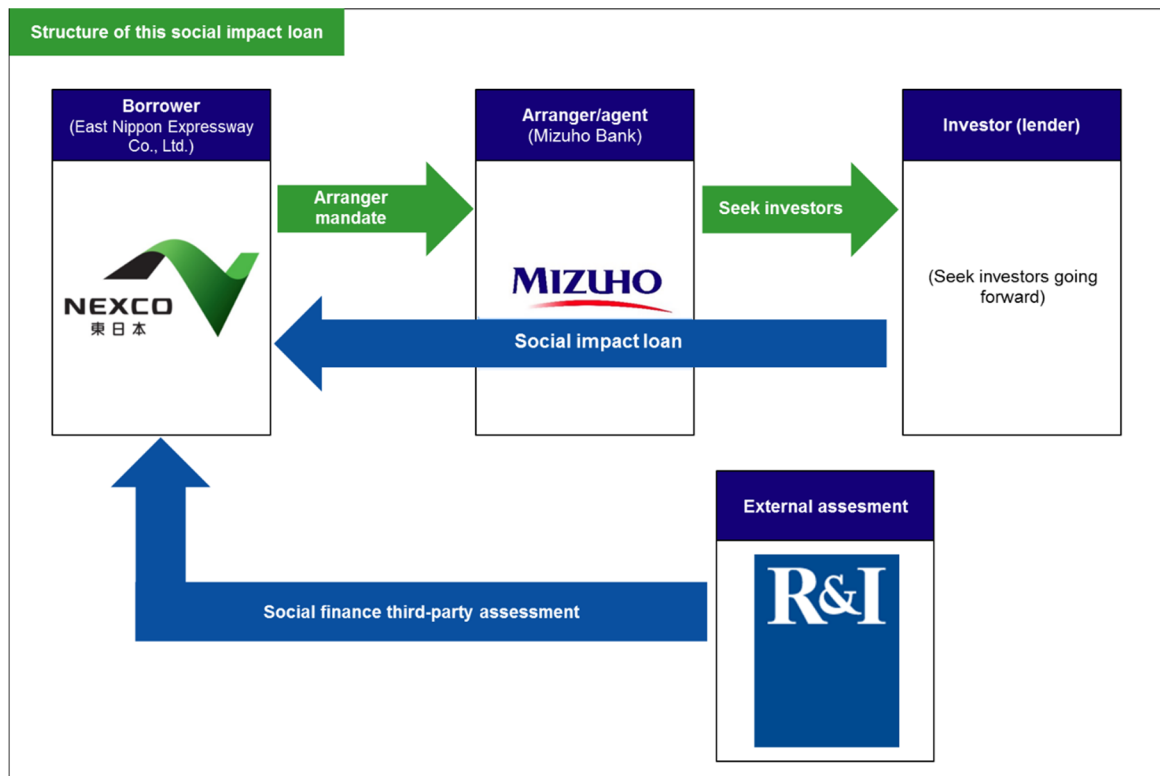 Structure of this social impact loan
Borrower
(East Nippon Expressway
Co., Ltd.)
Arranger/agent
(Mizuho Bank)
Investor (lender)
Arranger
mandate
Seek investors
NEXCO
東日本
MIZUHO
(Seek investors going
forward)
Social impact loan
External assesment
R&I
Social finance third-party assessment